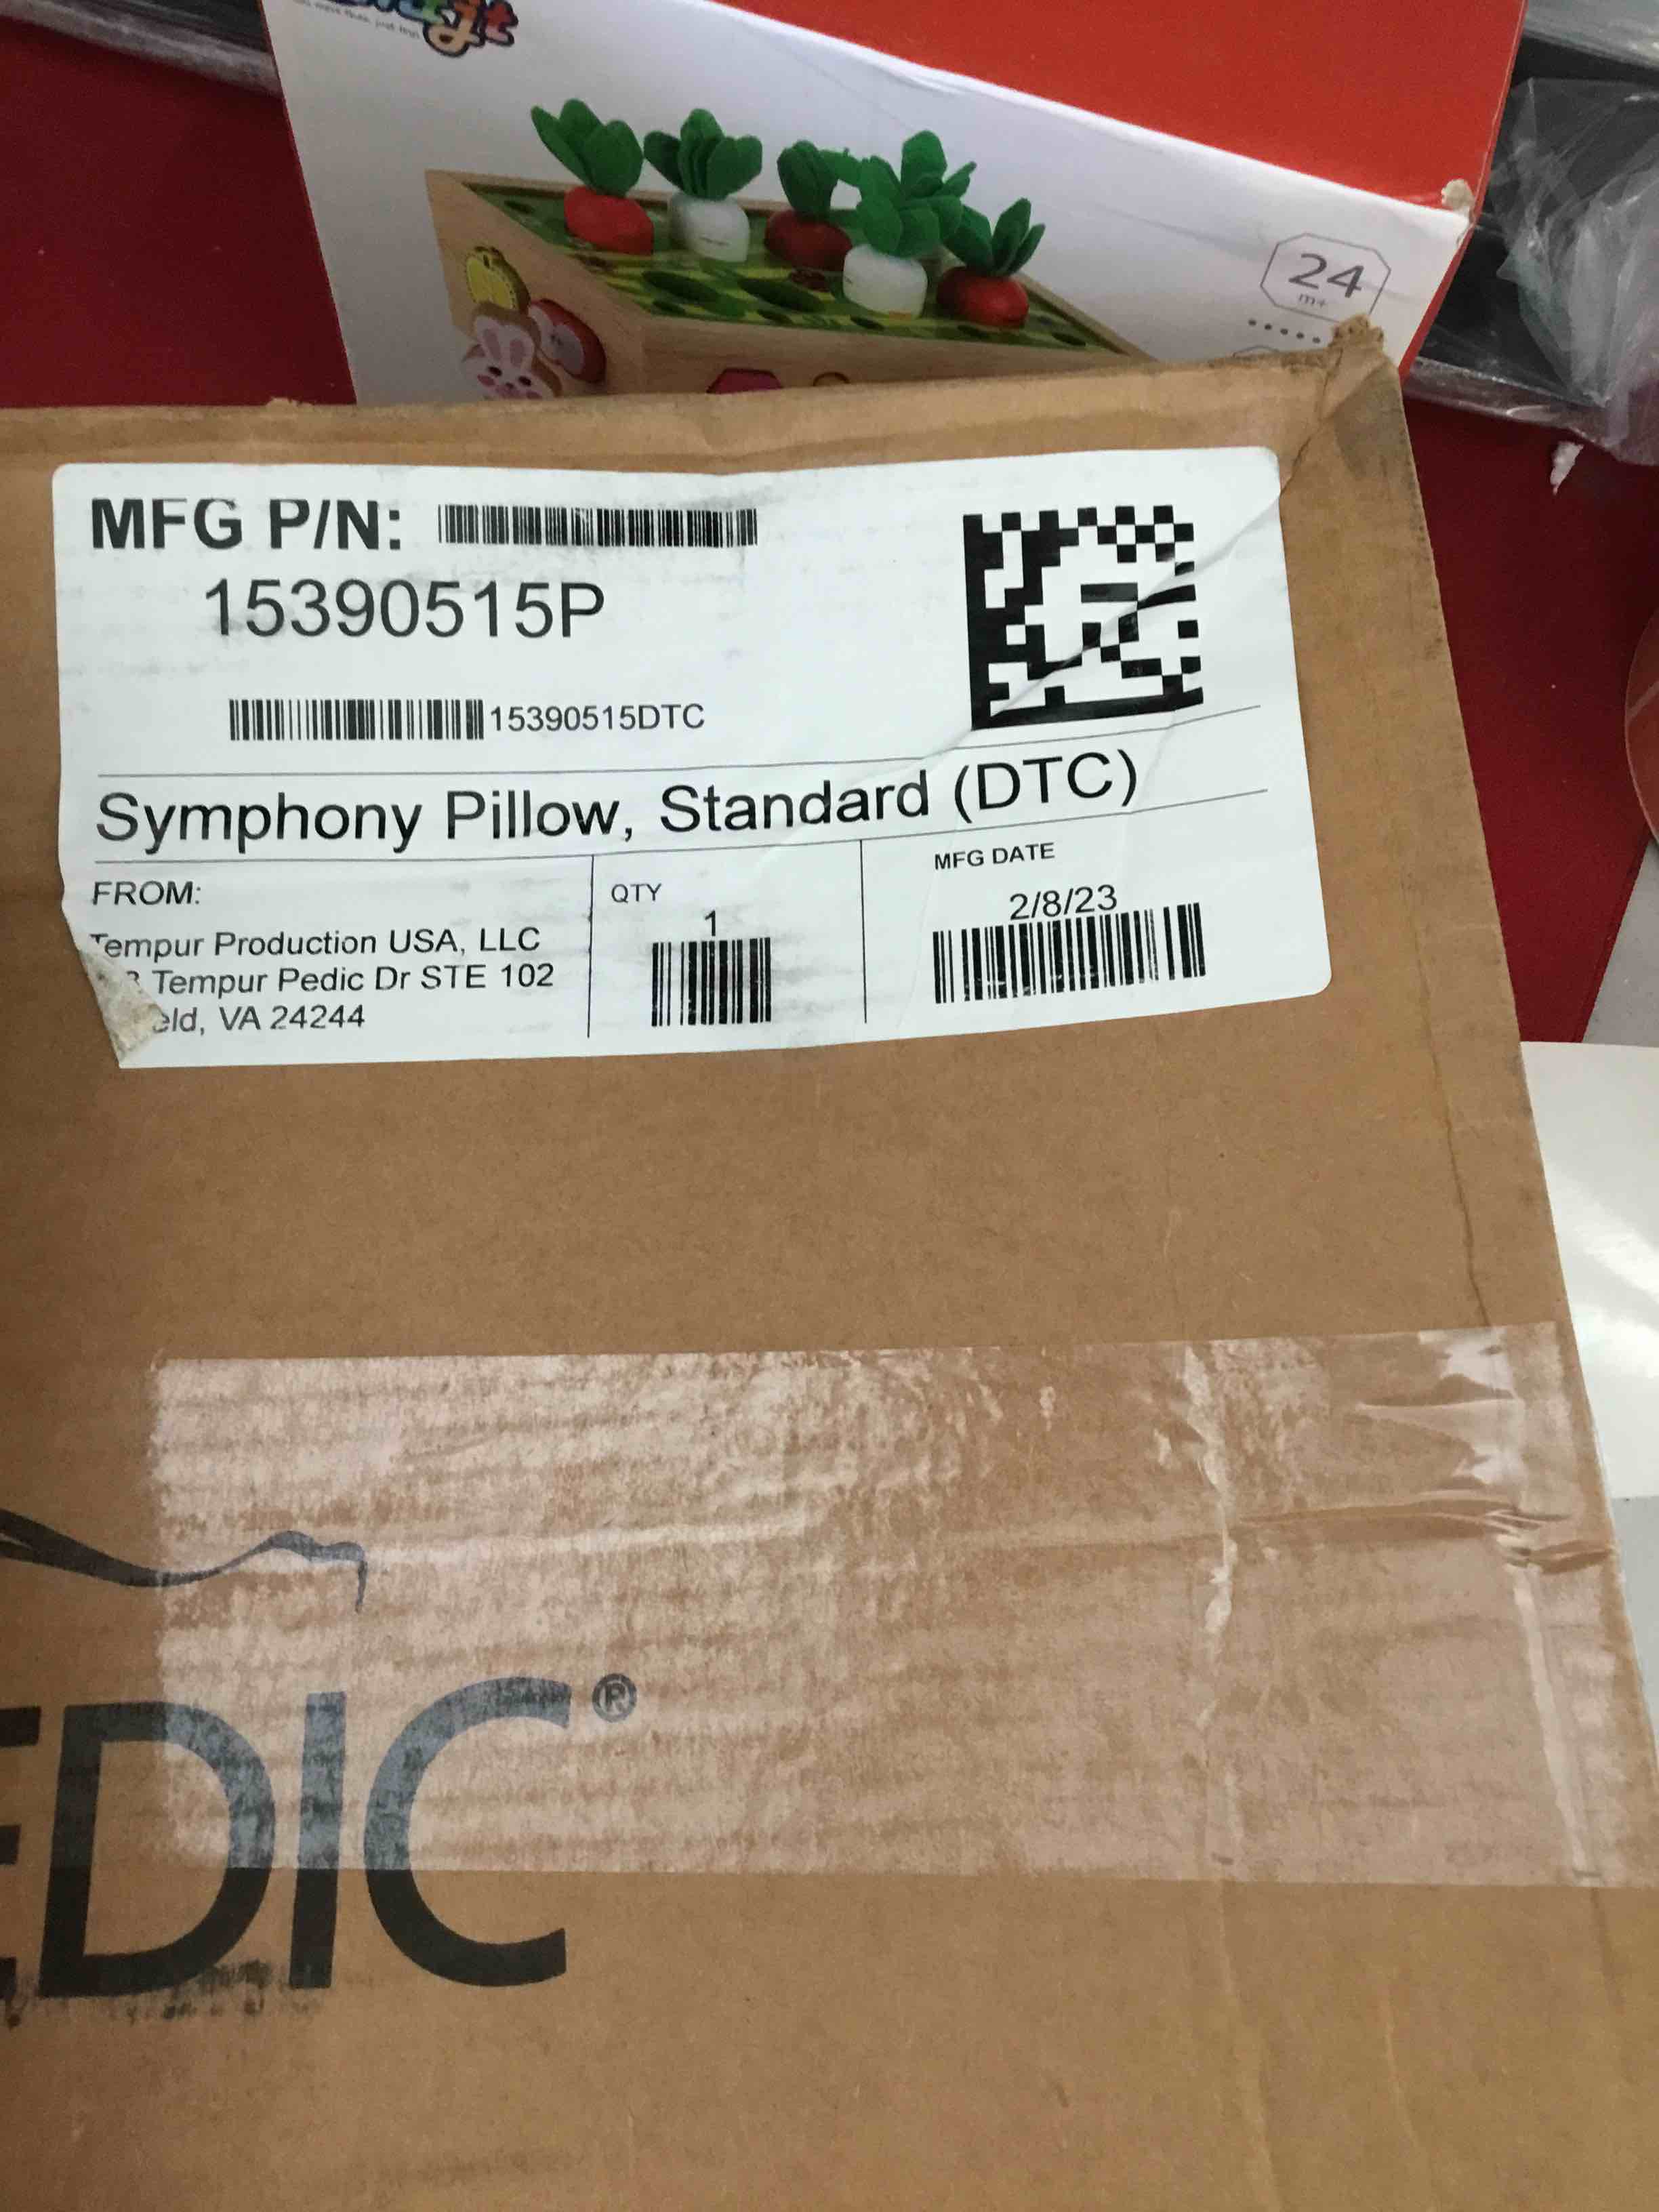 24
m+
MFG P/N:
15390515P
15390515DTC
Symphony Pillow, Standard (DTC)
FROM:
Tempur Production USA, LLC
Tempur Pedic Dr STE 102
VA 24244
QTY
1
MFG DATE
2/8/23
EDIC®